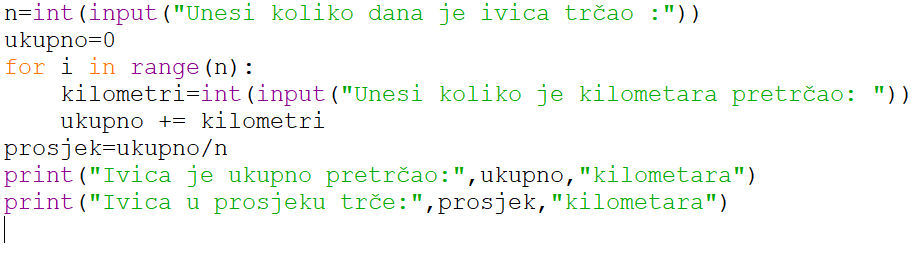 n=int(input("Unesi koliko dana je ivica trčao :"))
ukupno=0
for i in range(n):
    kilometri=int(input("Unesi koliko je kilometara pretrčao: "))
    ukupno += kilometri
prosjek=ukupno/n
print("Ivica je ukupno pretrčao:",ukupno,"kilometara")
print("Ivica u prosjeku trče:",prosjek,"kilometara")